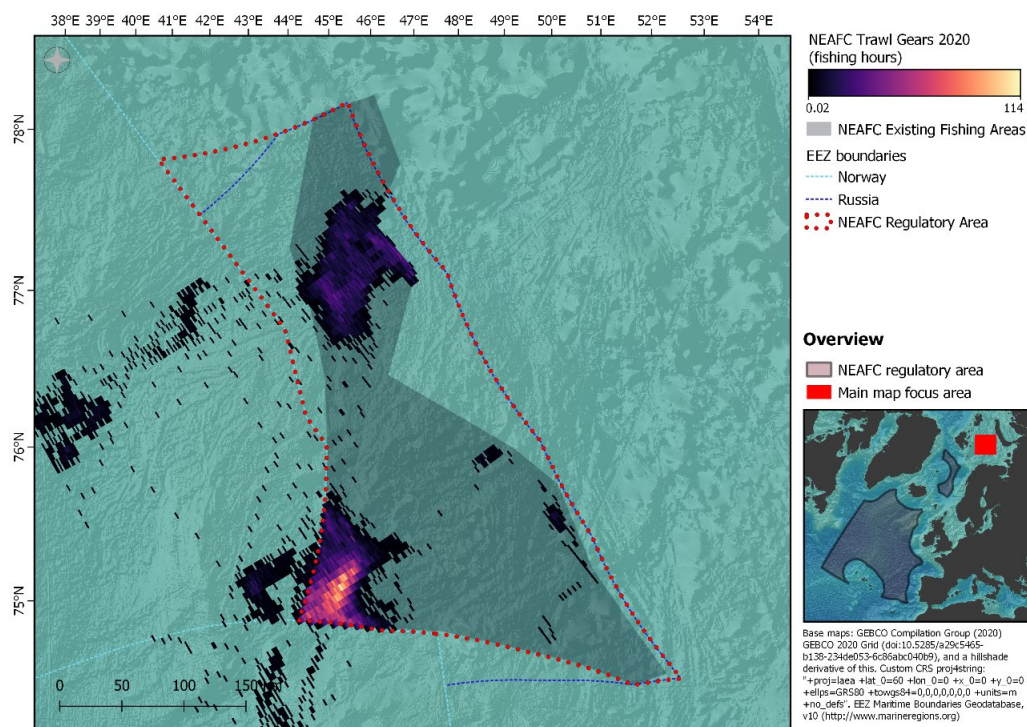 38°E 39°E 40°E 41°E 42°E 43°E 44°E 45°E 46°E 47°E 48°E 49°E 50°E 51°E 52°E 53°E 54°E
78°N
77°N
76°N
75°N
0 50 100 150
NEAFC Trawl Gears 2020
(fishing hours)
0.02 114
NEAFC Existing Fishing Areas
EEZ boundaries
Norway
Russia
NEAFC Regulatory Area
Overview
NEAFC regulatory area
Main map focus area
Base maps: GEBCO Compilation Group (2020)
GEBCO 2020 Grid (doi:10.5285/a29c5465-
b138-234de053-6c86abc040b9), and a hillshade
derivative of this. Custom CRS proj4string:
"+proj=laea +lat_0=60 +lon_0=0 +x_0=0 +y_0=0
+ellps=GRS80 +towgs84=0,0,0,0,0,0,0 +units=m
+no_defs". EEZ Maritime Boundaries Geodatabase,
v10 (http://www.marineregions.org)